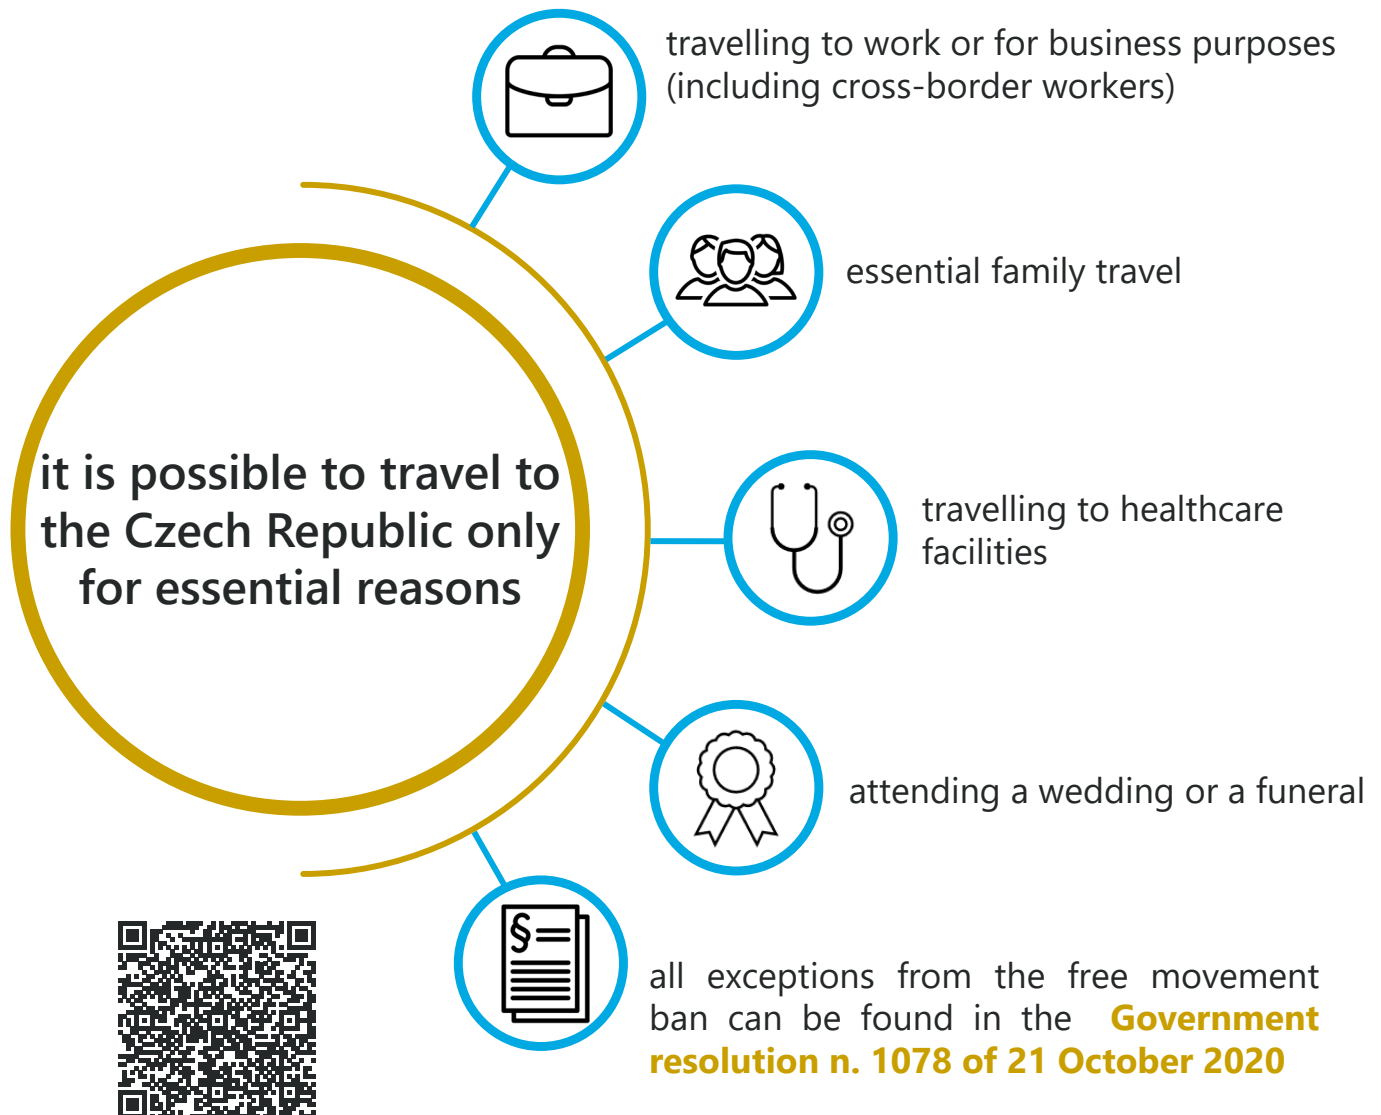 travelling to work or for business purposes
(including cross-border workers)
essential family travel
it is possible to travel to
the Czech Republic only
for essential reasons
travelling to healthcare
facilities
attending a wedding or a funeral
§
all exceptions from the free movement
ban can be found in the Government
resolution n. 1078 of 21 October 2020